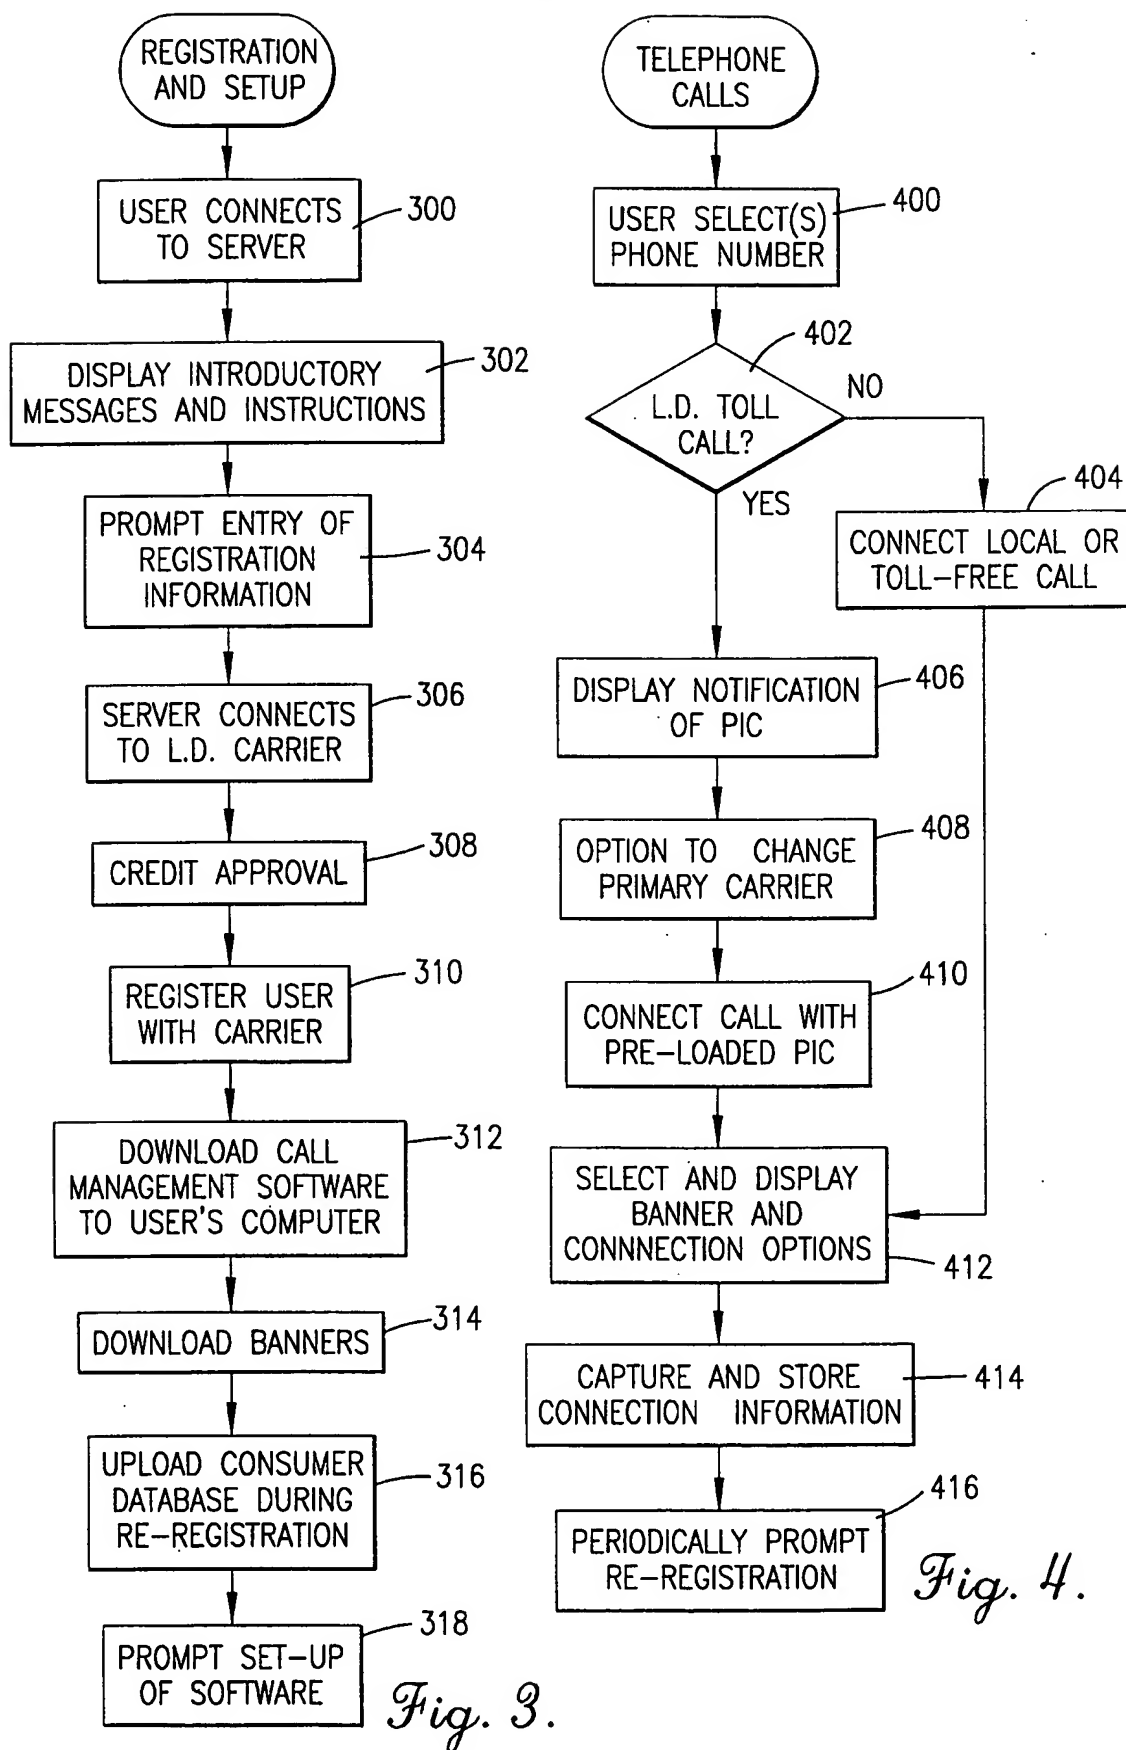 REGISTRATION
AND SETUP
USER CONNECTS
TO SERVER
300
DISPLAY INTRODUCTORY
MESSAGES AND INSTRUCTIONS
302
PROMPT ENTRY OF
REGISTRATION
INFORMATION
304
SERVER CONNECTS
TO L.D. CARRIER
306
CREDIT APPROVAL
308
REGISTER USER
WITH CARRIER
310
DOWNLOAD CALL
MANAGEMENT SOFTWARE
TO USER'S COMPUTER
312
DOWNLOAD BANNERS
314
UPLOAD CONSUMER
DATABASE DURING
RE-REGISTRATION
316
PROMPT SET-UP
OF SOFTWARE
318
Fig. 3.
TELEPHONE
CALLS
USER SELECT(S)
PHONE NUMBER
400
L.D. TOLL
CALL?
402
NO
YES
CONNECT LOCAL OR
TOLL-FREE CALL
404
DISPLAY NOTIFICATION
OF PIC
406
OPTION TO CHANGE
PRIMARY CARRIER
408
CONNECT CALL WITH
PRE-LOADED PIC
410
SELECT AND DISPLAY
BANNER AND
CONNNECTION OPTIONS
412
CAPTURE AND STORE
CONNECTION INFORMATION
414
PERIODICALLY PROMPT
RE-REGISTRATION
416
Fig. 4.